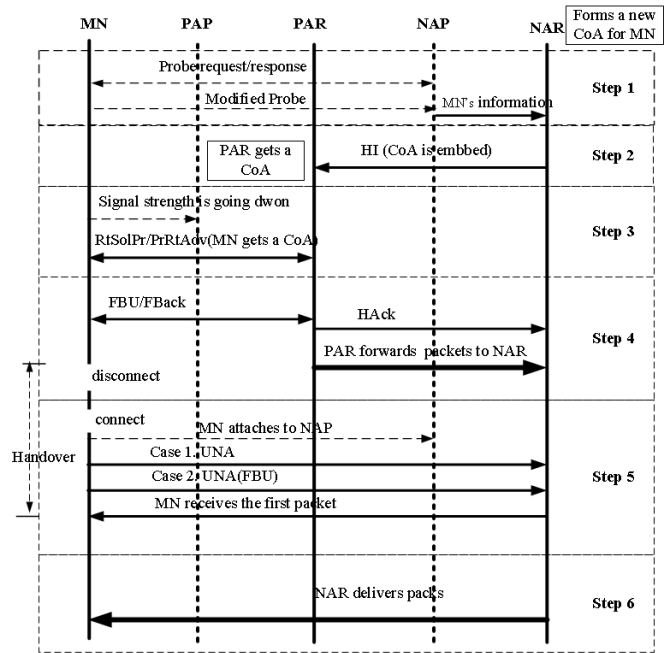 MN
PAP
PAR
NAP
NAR
Forms a new
CoA for MN
Probe request/response
Modified Probe
MN's information
Step 1
PAR gets a
CoA
HI (CoA is embbed)
Step 2
Signal strength is going dwon
RtSolPr/PrRtAdv(MN gets a CoA)
Step 3
FBU/FBack
HAck
PAR forwards packets to NAR
Step 4
disconnect
connect
MN attaches to NAP
Handover
Case 1. UNA
Case 2. UNA(FBU)
MN receives the first packet
Step 5
NAR delivers packs
Step 6